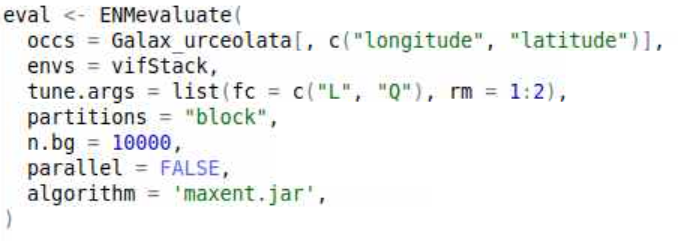 eval <- ENMevaluate(
  occs = Galax_urceolata[, c("longitude", "latitude")],
  envs = vifStack,
  tune.args = list(fc = c("L", "Q"), rm = 1:2),
  partitions = "block",
  n.bg = 10000,
  parallel = FALSE,
  algorithm = 'maxent.jar',
)